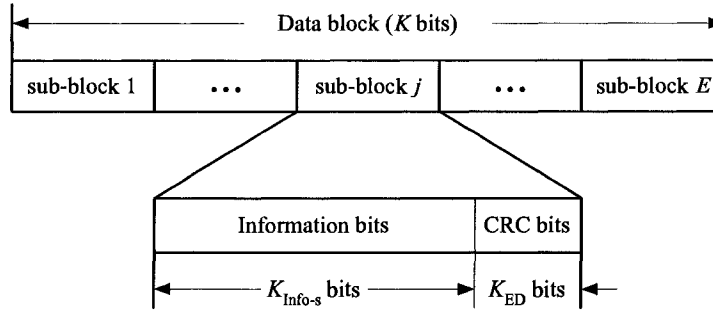 Data block (K bits)
sub-block 1 ••• sub-block j ••• sub-block E
Information bits CRC bits
K_Info-s bits K_ED bits